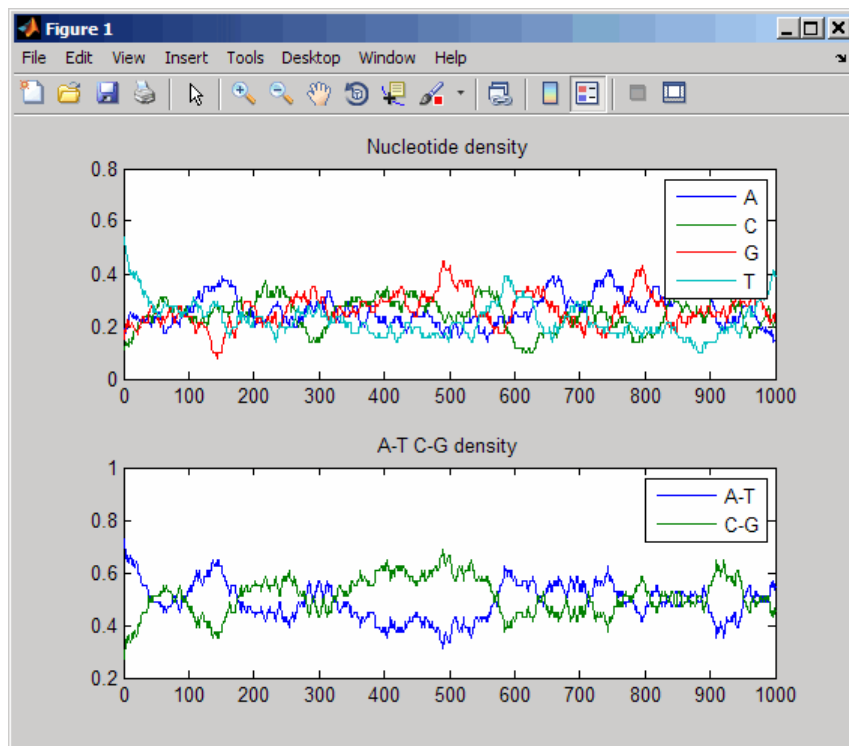 Figure 1
File Edit View Insert Tools Desktop Window Help
Nucleotide density
0.8
0.6
0.4
0.2
0
A
C
G
T
0 100 200 300 400 500 600 700 800 900 1000
A-T C-G density
1
0.8
0.6
0.4
0.2
A-T
C-G
0 100 200 300 400 500 600 700 800 900 1000